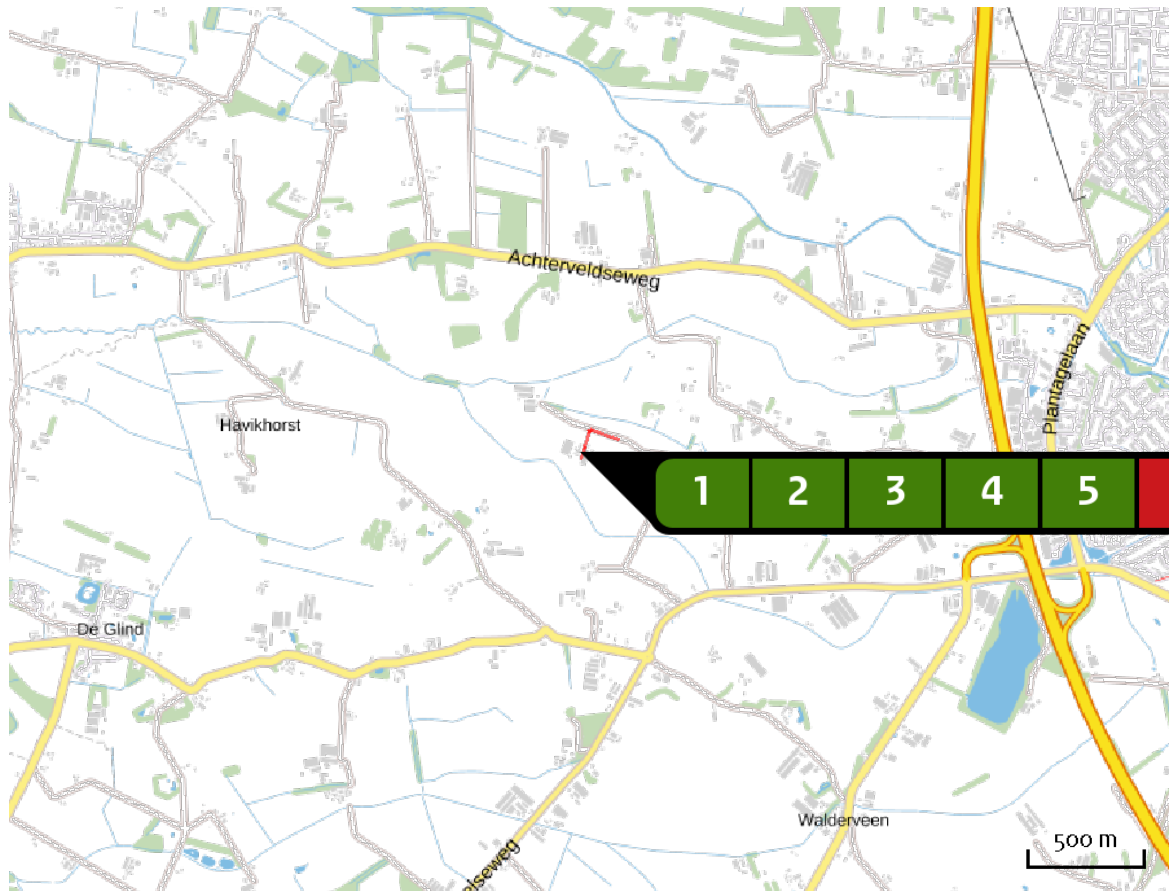 Achterveldseweg
Plantagelaan
Havikhorst
1 2 3 4 5
De Glind
Walderveen
500 m